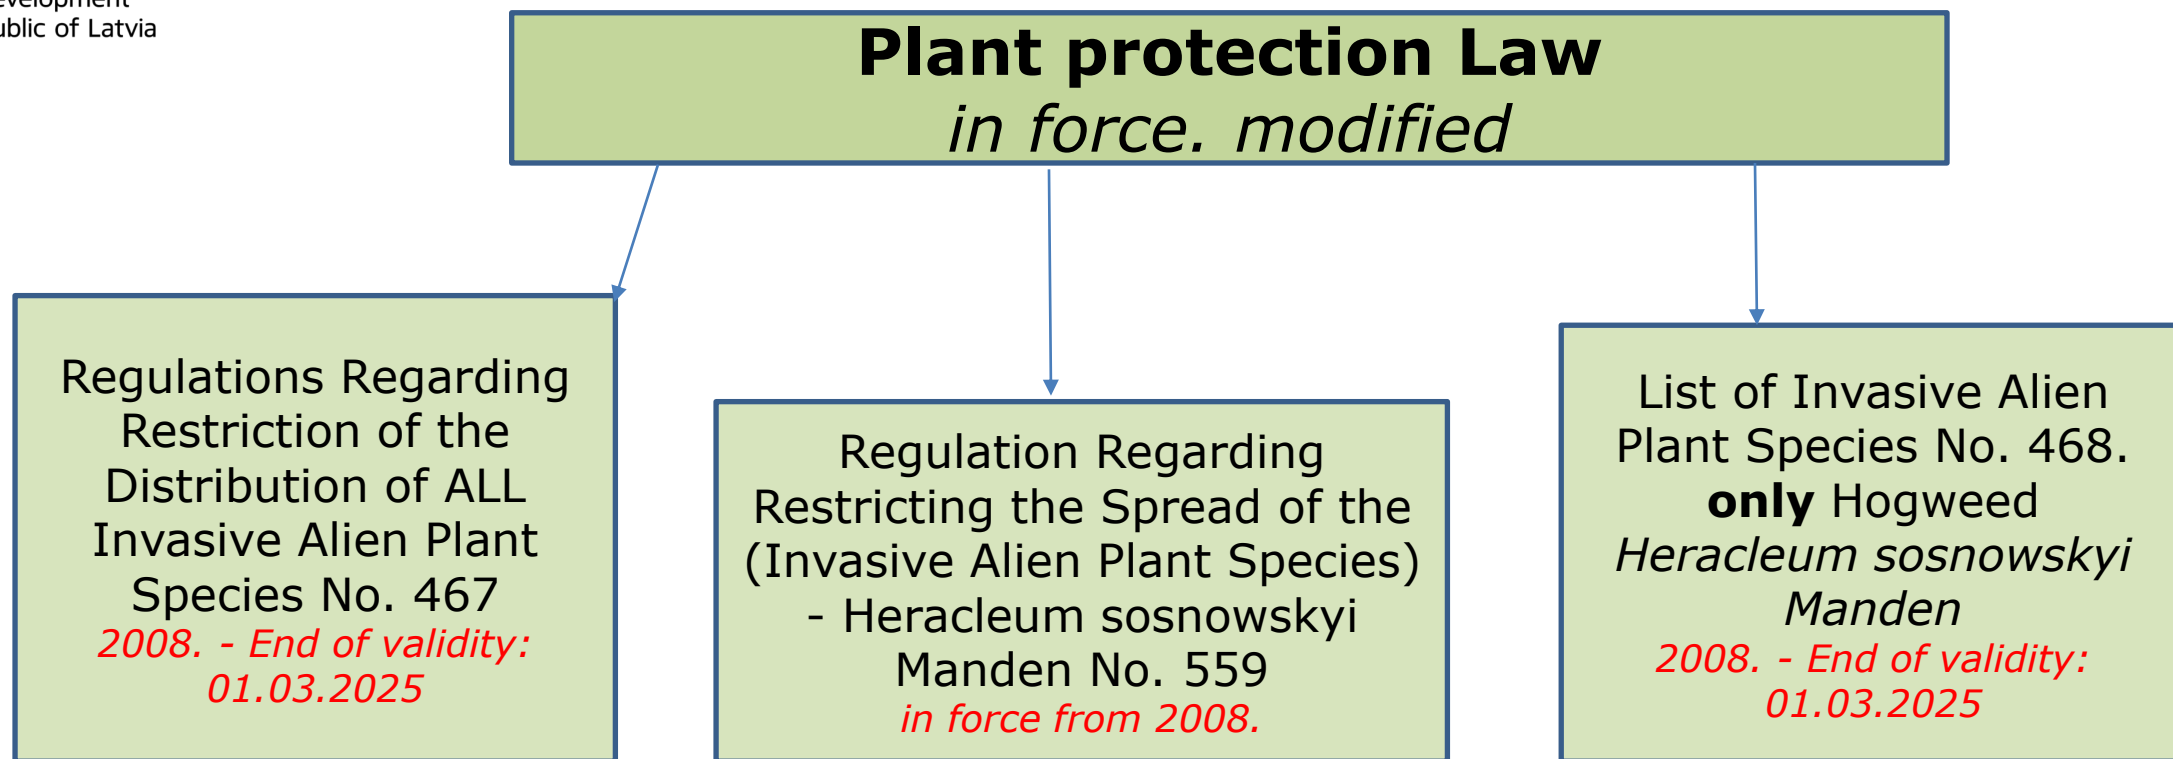 ublic of Latvia
Plant protection Law
in force. modified
Regulations Regarding
Restriction of the
Distribution of ALL
Invasive Alien Plant
Species No. 467
2008. - End of validity:
01.03.2025
Regulation Regarding
Restricting the Spread of the
(Invasive Alien Plant Species)
- Heracleum sosnowskyi
Manden No. 559
in force from 2008.
List of Invasive Alien
Plant Species No. 468.
only Hogweed
Heracleum sosnowskyi
Manden
2008. - End of validity:
01.03.2025